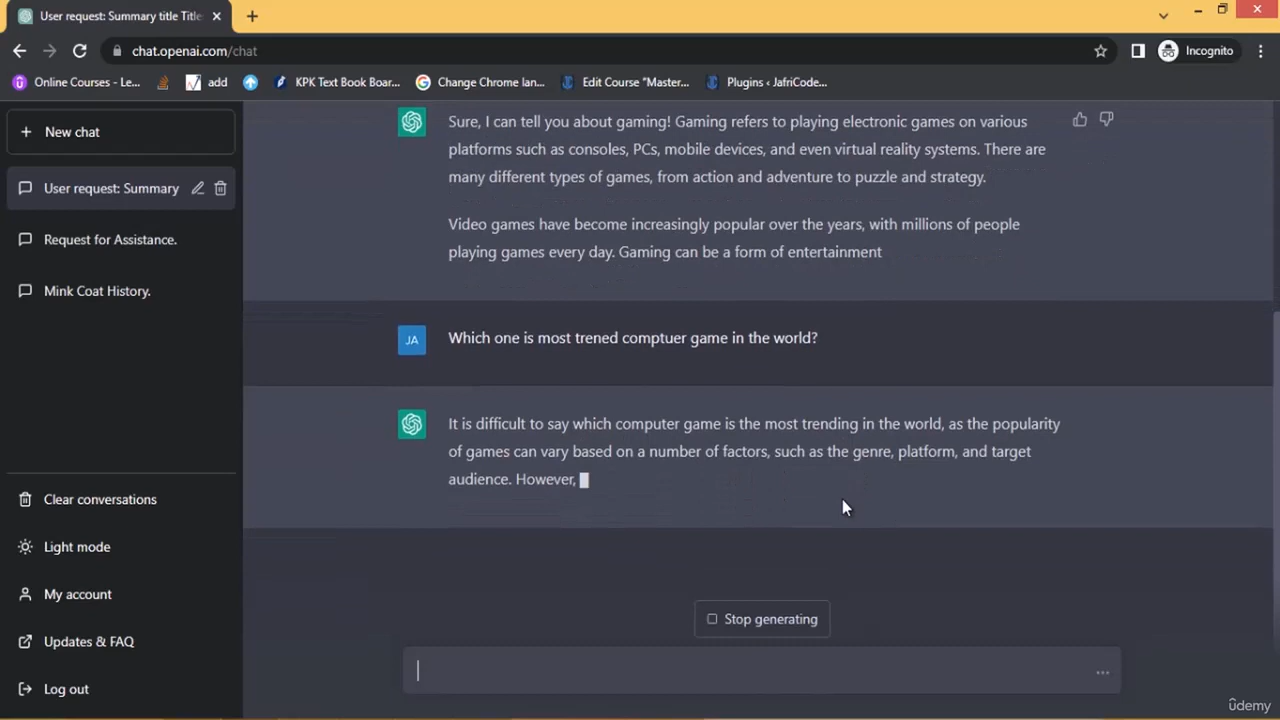 User request: Summary title Title
chat.openai.com/chat
Incognito
Online Courses - Le...
add
KPK Text Book Boar...
Change Chrome lan...
Edit Course "Master...
Plugins ‹ JafriCode...
New chat
User request: Summary
Request for Assistance.
Mink Coat History.
Clear conversations
Light mode
My account
Updates & FAQ
Log out
Sure, I can tell you about gaming! Gaming refers to playing electronic games on various
platforms such as consoles, PCs, mobile devices, and even virtual reality systems. There are
many different types of games, from action and adventure to puzzle and strategy.
Video games have become increasingly popular over the years, with millions of people
playing games every day. Gaming can be a form of entertainment
JA
Which one is most trened comptuer game in the world?
It is difficult to say which computer game is the most trending in the world, as the popularity
of games can vary based on a number of factors, such as the genre, platform, and target
audience. However,
Stop generating
...
ûdemy